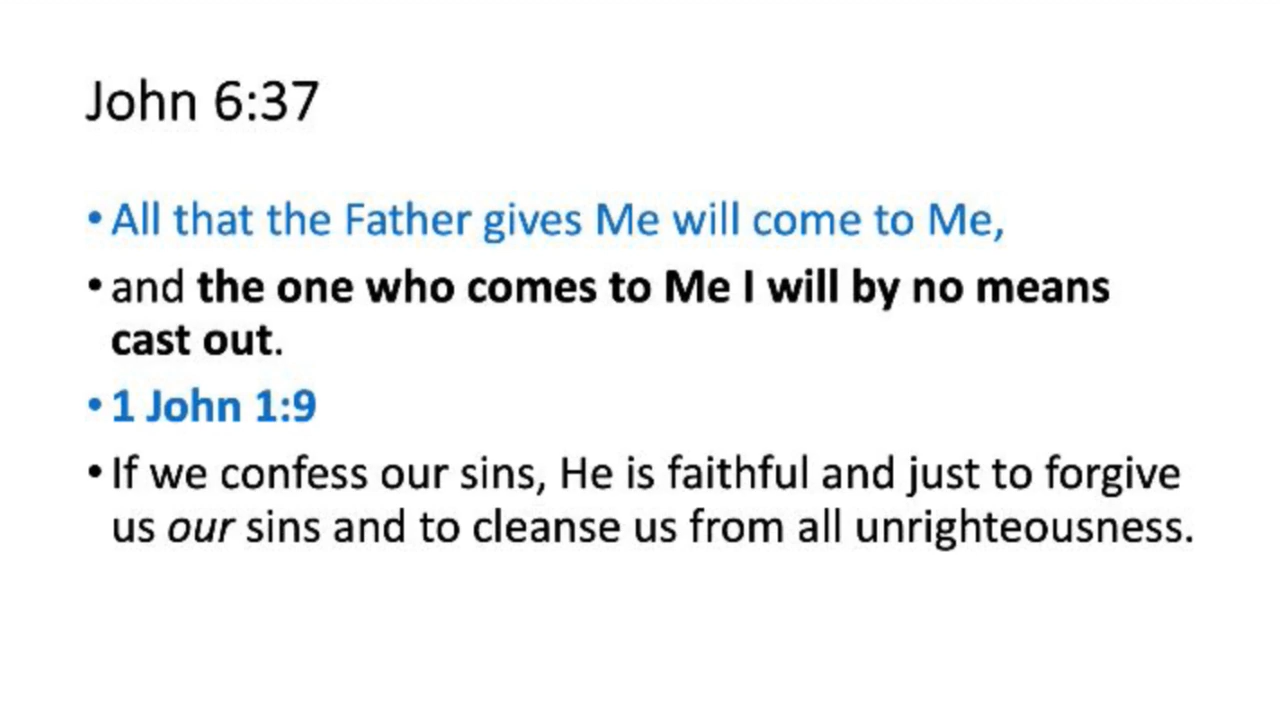 John 6:37
• All that the Father gives Me will come to Me,
• and the one who comes to Me I will by no means
cast out.
• 1 John 1:9
• If we confess our sins, He is faithful and just to forgive
us our sins and to cleanse us from all unrighteousness.